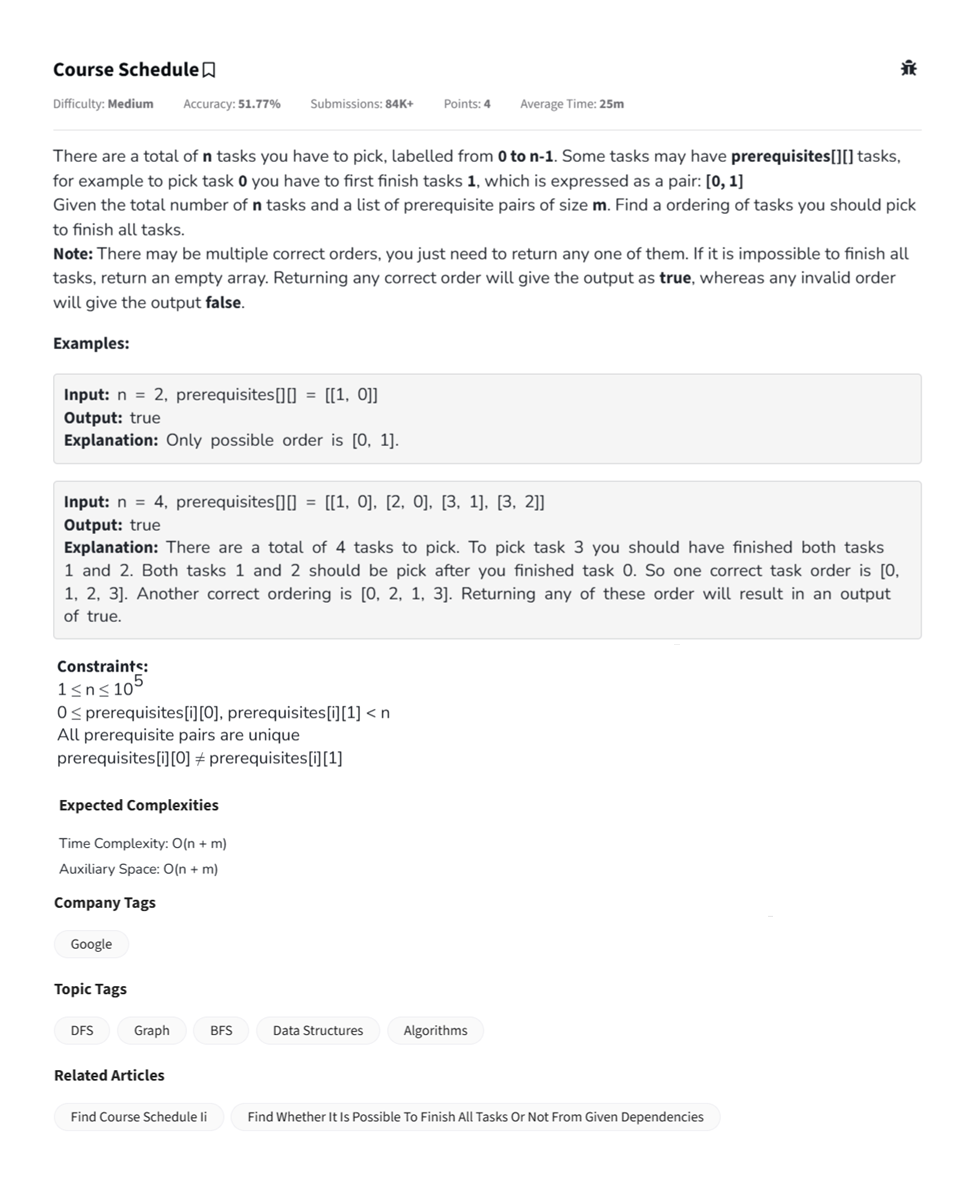 Course Schedule
Difficulty: Medium Accuracy: 51.77% Submissions: 84K+ Points: 4 Average Time: 25m
There are a total of n tasks you have to pick, labelled from 0 to n-1. Some tasks may have prerequisites[][] tasks,
for example to pick task 0 you have to first finish tasks 1, which is expressed as a pair: [0, 1]
Given the total number of n tasks and a list of prerequisite pairs of size m. Find a ordering of tasks you should pick
to finish all tasks.
Note: There may be multiple correct orders, you just need to return any one of them. If it is impossible to finish all
tasks, return an empty array. Returning any correct order will give the output as true, whereas any invalid order
will give the output false.
Examples:
Input: n = 2, prerequisites[][] = [[1, 0]]
Output: true
Explanation: Only possible order is [0, 1].
Input: n = 4, prerequisites[][] = [[1, 0], [2, 0], [3, 1], [3, 2]]
Output: true
Explanation: There are a total of 4 tasks to pick. To pick task 3 you should have finished both tasks
1 and 2. Both tasks 1 and 2 should be pick after you finished task 0. So one correct task order is [0,
1, 2, 3]. Another correct ordering is [0, 2, 1, 3]. Returning any of these order will result in an output
of true.
Constraints:
1 ≤ n ≤ 10^5
0 ≤ prerequisites[i][0], prerequisites[i][1] < n
All prerequisite pairs are unique
prerequisites[i][0] ≠ prerequisites[i][1]
Expected Complexities
Time Complexity: O(n + m)
Auxiliary Space: O(n + m)
Company Tags
Google
Topic Tags
DFS Graph BFS Data Structures Algorithms
Related Articles
Find Course Schedule Ii Find Whether It Is Possible To Finish All Tasks Or Not From Given Dependencies